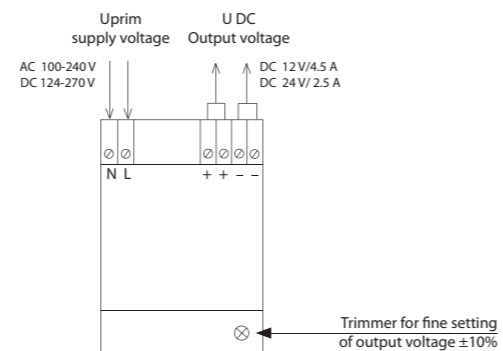 Uprim
supply voltage
U DC
Output voltage
AC 100-240 V
DC 124-270 V
DC 12 V/4.5 A
DC 24 V/ 2.5 A
N L
+ + – –
Trimmer for fine setting
of output voltage ±10%